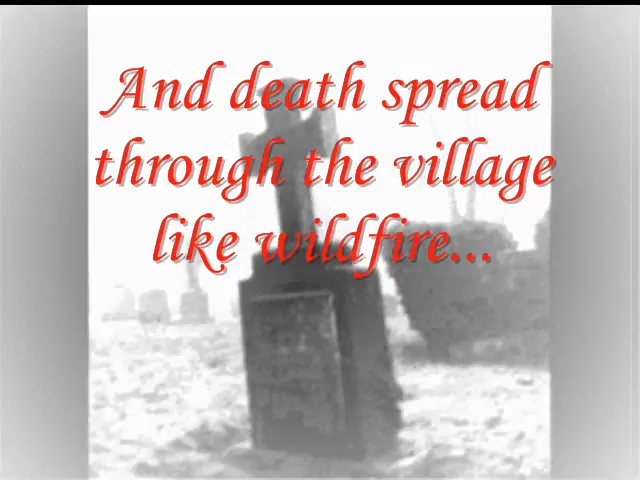 And death spread
through the village
like wildfire...